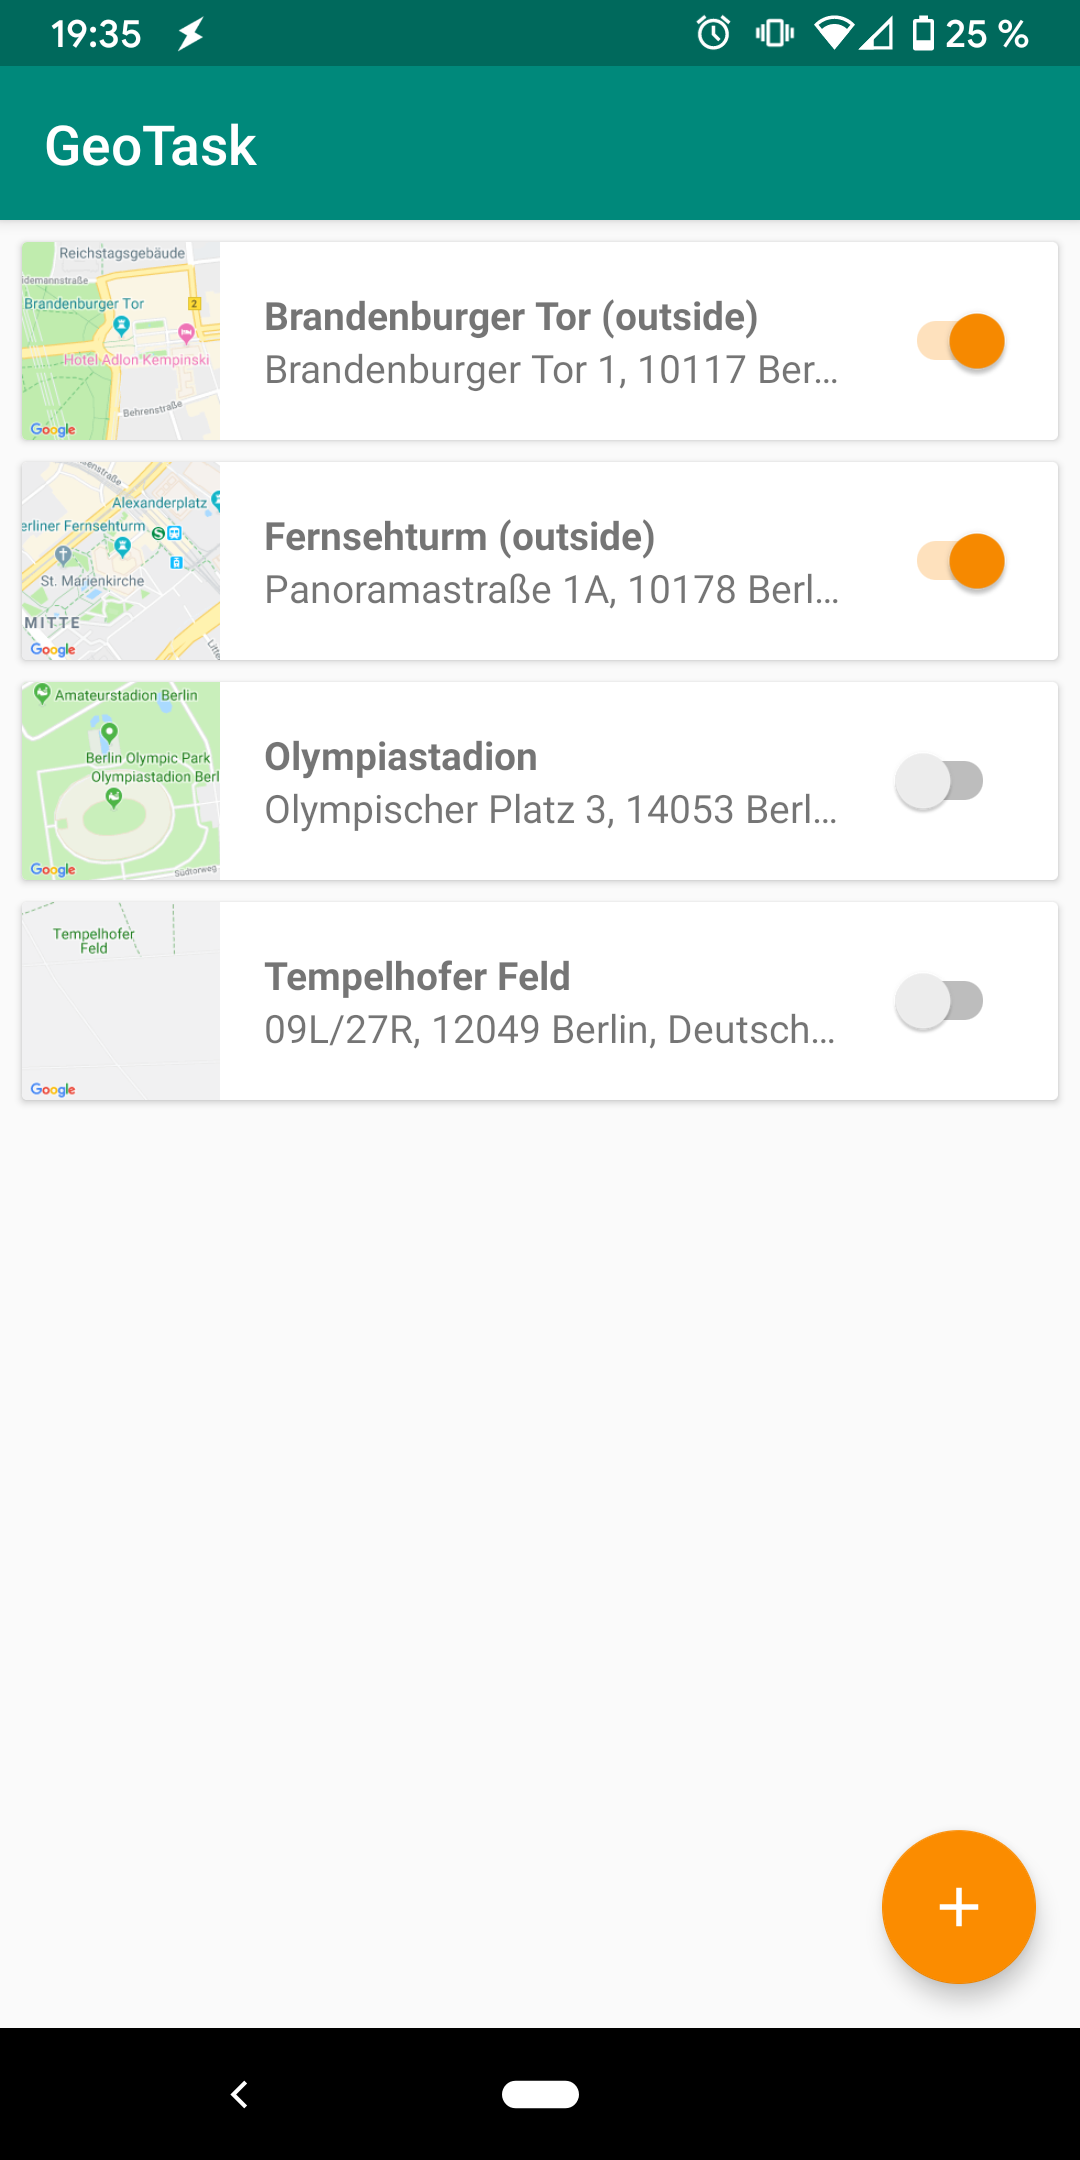 19:35
25 %
GeoTask
Reichstagsgebäude
idemannstraße
Brandenburger Tor
2
Hotel Adlon Kempinski
Behrenstraße
Google
Brandenburger Tor (outside)
Brandenburger Tor 1, 10117 Ber...
enstraße
Alexanderplatz
erliner Fernsehturm
S
St. Marienkirche
MITTE
Google
Fernsehturm (outside)
Panoramastraße 1A, 10178 Berl...
Amateurstadion Berlin
Berlin Olympic Park
Olympiastadion Berl
Südtorweg
Google
Olympiastadion
Olympischer Platz 3, 14053 Berl...
Tempelhofer
Feld
Google
Tempelhofer Feld
09L/27R, 12049 Berlin, Deutsch...